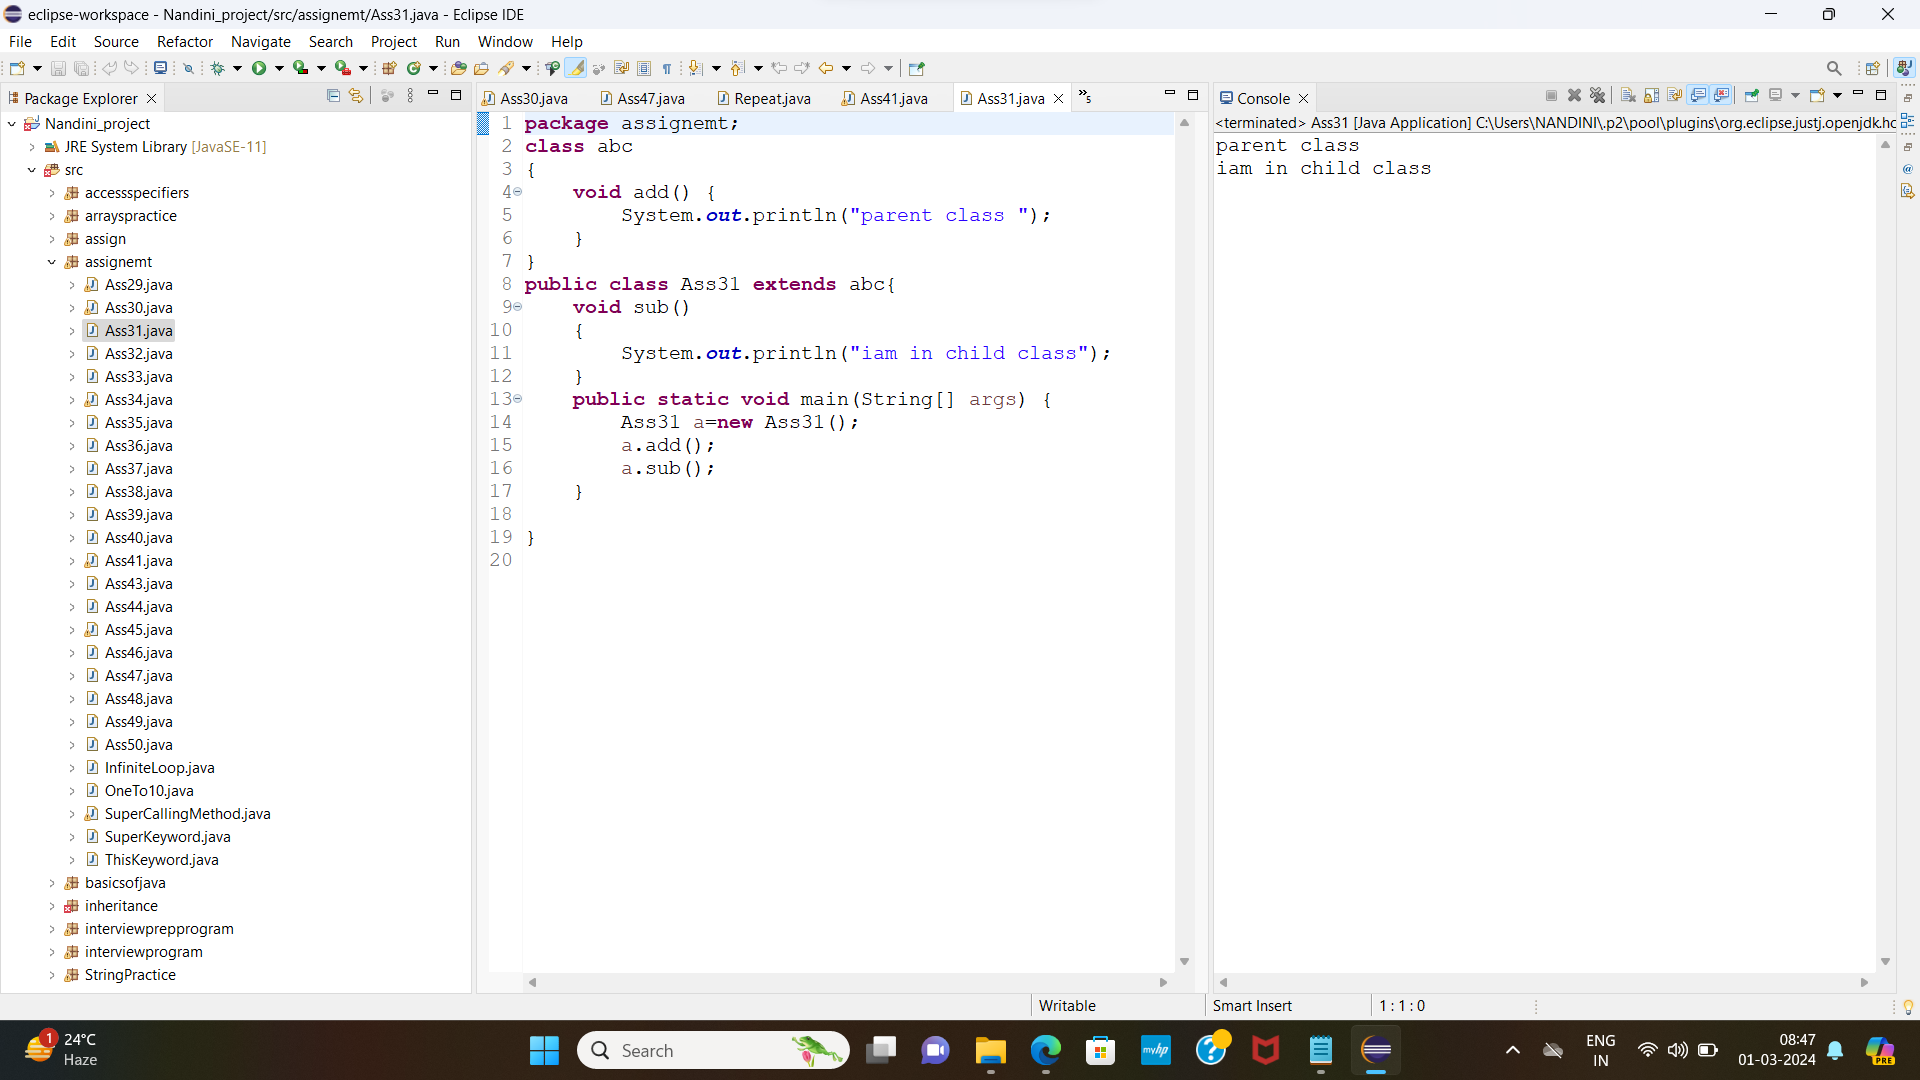 eclipse-workspace - Nandini_project/src/assignemt/Ass31.java - Eclipse IDE
File Edit Source Refactor Navigate Search Project Run Window Help
Package Explorer
Nandini_project
JRE System Library [JavaSE-11]
src
accessspecifiers
arrayspractice
assign
assignemt
Ass29.java
Ass30.java
Ass31.java
Ass32.java
Ass33.java
Ass34.java
Ass35.java
Ass36.java
Ass37.java
Ass38.java
Ass39.java
Ass40.java
Ass41.java
Ass43.java
Ass44.java
Ass45.java
Ass46.java
Ass47.java
Ass48.java
Ass49.java
Ass50.java
InfiniteLoop.java
OneTo10.java
SuperCallingMethod.java
SuperKeyword.java
ThisKeyword.java
basicsofjava
inheritance
interviewprepprogram
interviewprogram
StringPractice
Ass30.java Ass47.java Repeat.java Ass41.java Ass31.java »5
1 package assignemt;
2 class abc
3 {
4 void add() {
5 System.out.println("parent class ");
6 }
7 }
8 public class Ass31 extends abc{
9 void sub()
10 {
11 System.out.println("iam in child class");
12 }
13 public static void main(String[] args) {
14 Ass31 a=new Ass31();
15 a.add();
16 a.sub();
17 }
18
19 }
20
Console
<terminated> Ass31 [Java Application] C:\Users\NANDINI\.p2\pool\plugins\org.eclipse.justj.openjdk.hc
parent class
iam in child class
Writable Smart Insert 1 : 1 : 0
1 24°C
Haze
Search
myhp
ENG
IN
08:47
01-03-2024
PRE